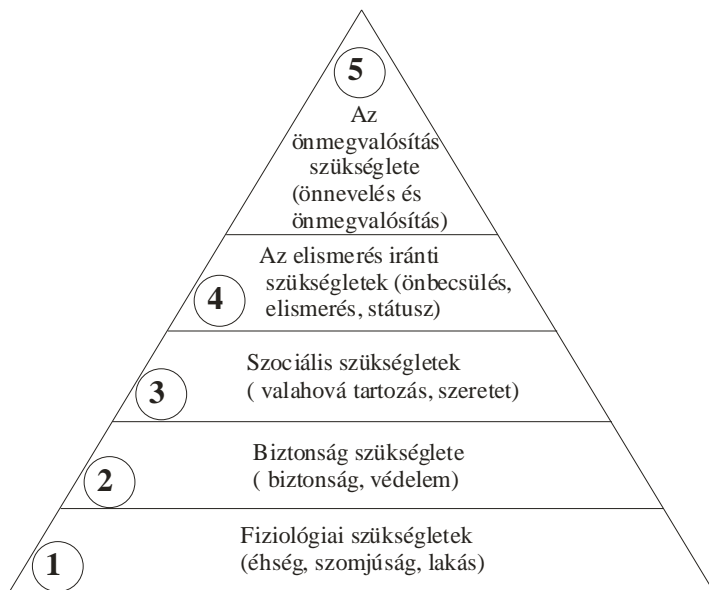 5
Az
önmegvalósítás
szükséglete
(önnevelés és
önmegvalósítás)
Az elismerés iránti
szükségletek (önbecsülés,
elismerés, státusz)
4
Szociális szükségletek
( valahová tartozás, szeretet)
3
Biztonság szükséglete
( biztonság, védelem)
2
Fiziológiai szükségletek
(éhség, szomjúság, lakás)
1